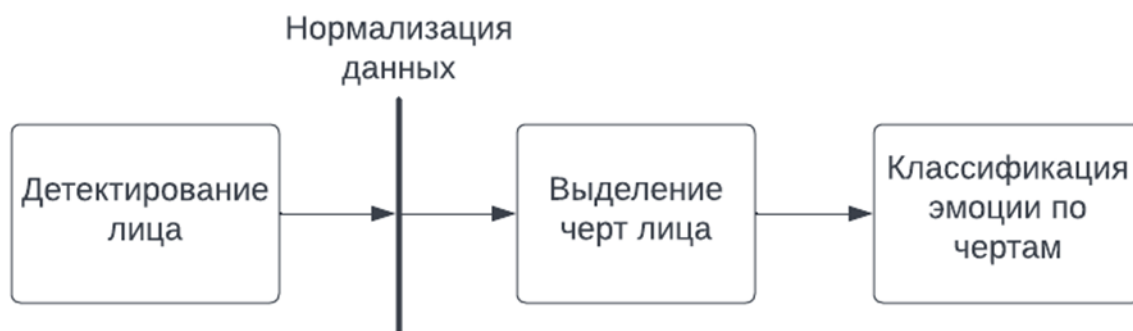 Нормализация
данных
Детектирование
лица
Выделение
черт лица
Классификация
эмоции по
чертам